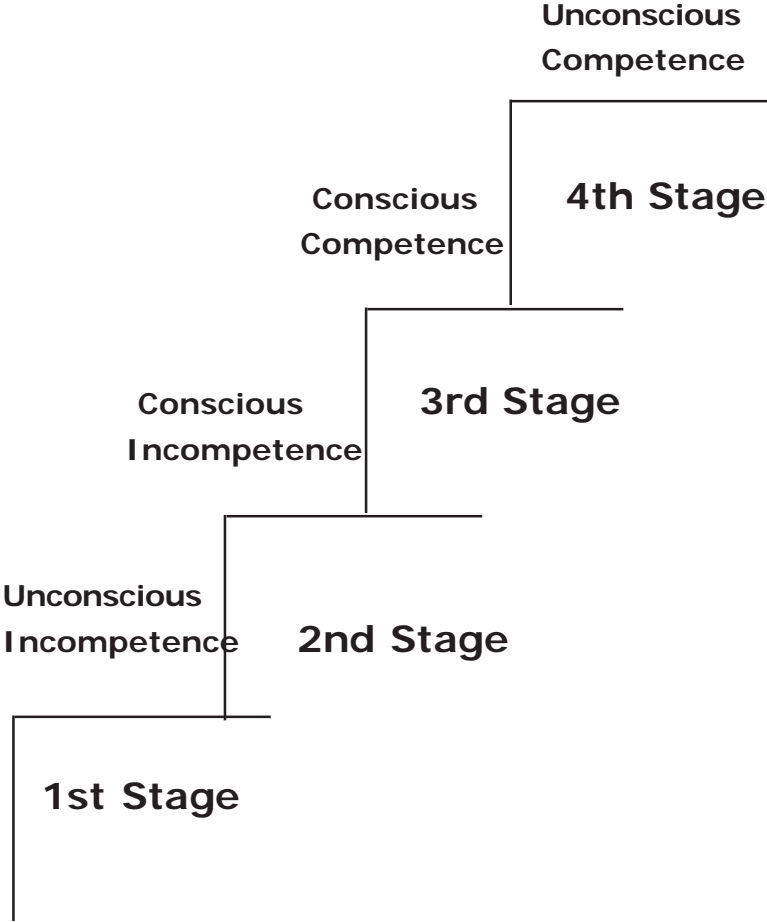 Unconscious
Competence
4th Stage
Conscious
Competence
3rd Stage
Conscious
Incompetence
2nd Stage
Unconscious
Incompetence
1st Stage